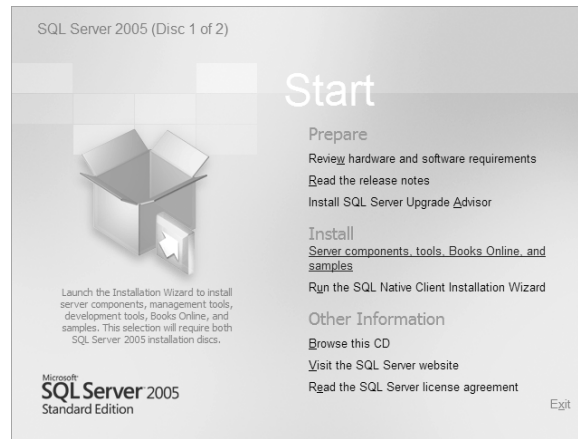 SQL Server 2005 (Disc 1 of 2)
Start
Prepare
Review hardware and software requirements
Read the release notes
Install SQL Server Upgrade Advisor
Install
Server components, tools, Books Online, and
samples
Run the SQL Native Client Installation Wizard
Other Information
Browse this CD
Visit the SQL Server website
Read the SQL Server license agreement
Exit
Launch the Installation Wizard to install
server components, management tools,
development tools, Books Online, and
samples. This selection will require both
SQL Server 2005 installation discs.
Microsoft
SQL Server 2005
Standard Edition